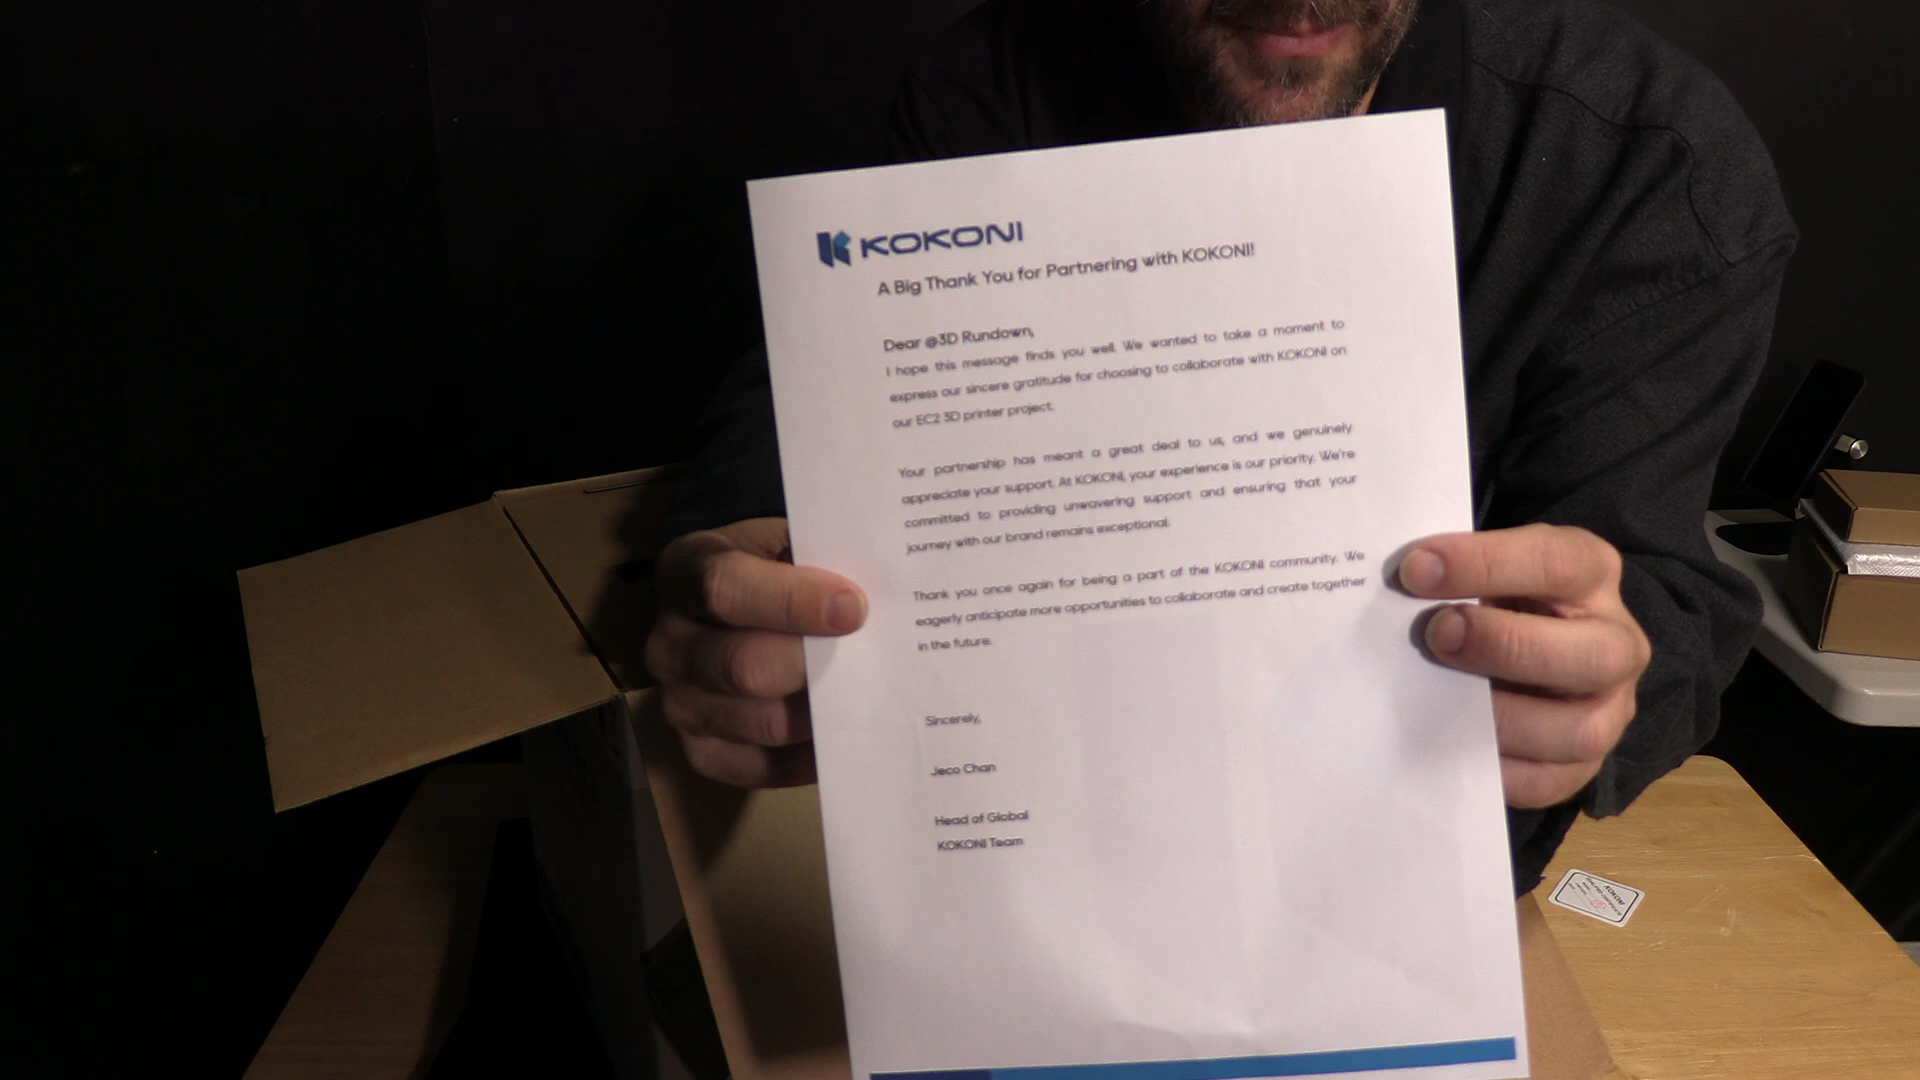 KOKONI
A Big Thank You for Partnering with KOKONI!
Dear @3D Rundown,
I hope this message finds you well. We wanted to take a moment to
express our sincere gratitude for choosing to collaborate with KOKONI on
our EC2 3D printer project.
Your partnership has meant a great deal to us, and we genuinely
appreciate your support. At KOKONI, your experience is our priority. We're
committed to providing unwavering support and ensuring that your
journey with our brand remains exceptional.
Thank you once again for being a part of the KOKONI community. We
eagerly anticipate more opportunities to collaborate and create together
in the future.
Sincerely,
Jeco Chan
Head of Global
KOKONI Team
KOKONI